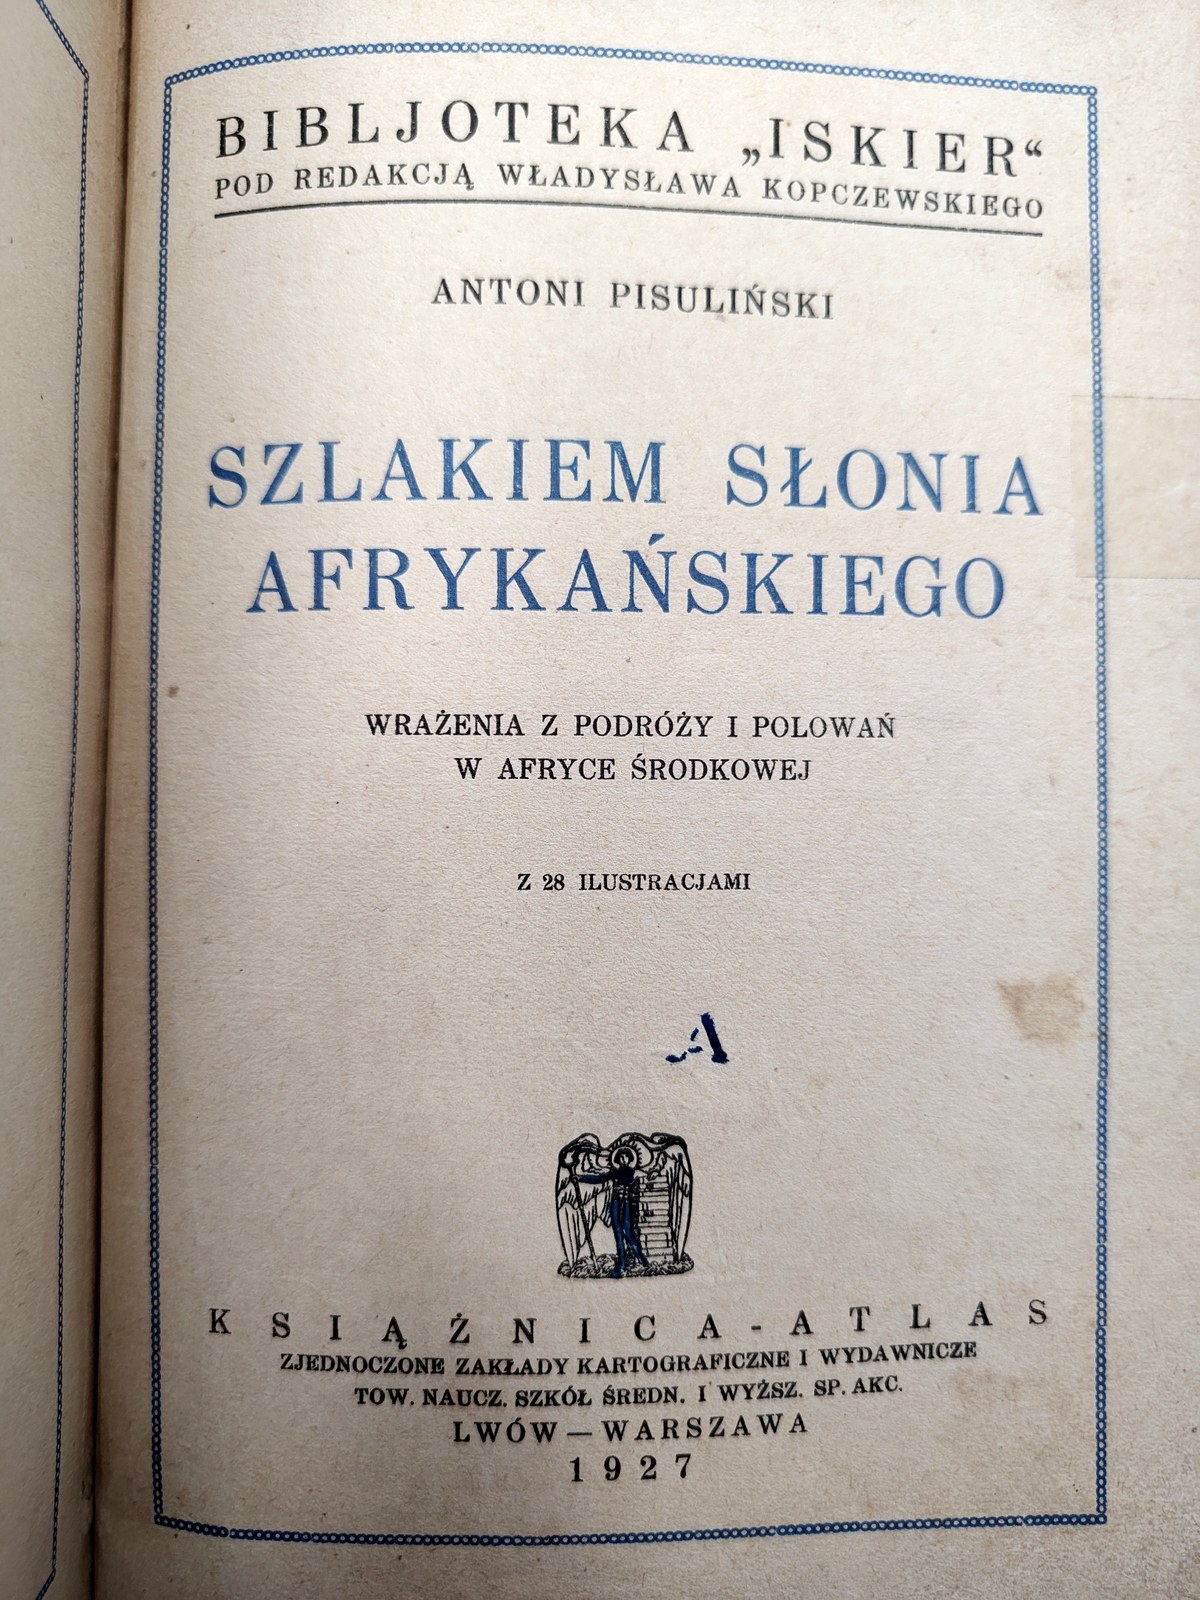 BIBLJOTEKA „ISKIER“
POD REDAKCJĄ WŁADYSŁAWA KOPCZEWSKIEGO
ANTONI PISULIŃSKI
SZLAKIEM SŁONIA
AFRYKAŃSKIEGO
WRAŻENIA Z PODRÓŻY I POLOWAŃ
W AFRYCE ŚRODKOWEJ
Z 28 ILUSTRACJAMI
A
KSIĄŻNICA-ATLAS
ZJEDNOCZONE ZAKŁADY KARTOGRAFICZNE I WYDAWNICZE
TOW. NAUCZ. SZKÓŁ ŚREDN. I WYŻSZ. SP. AKC.
LWÓW — WARSZAWA
1927